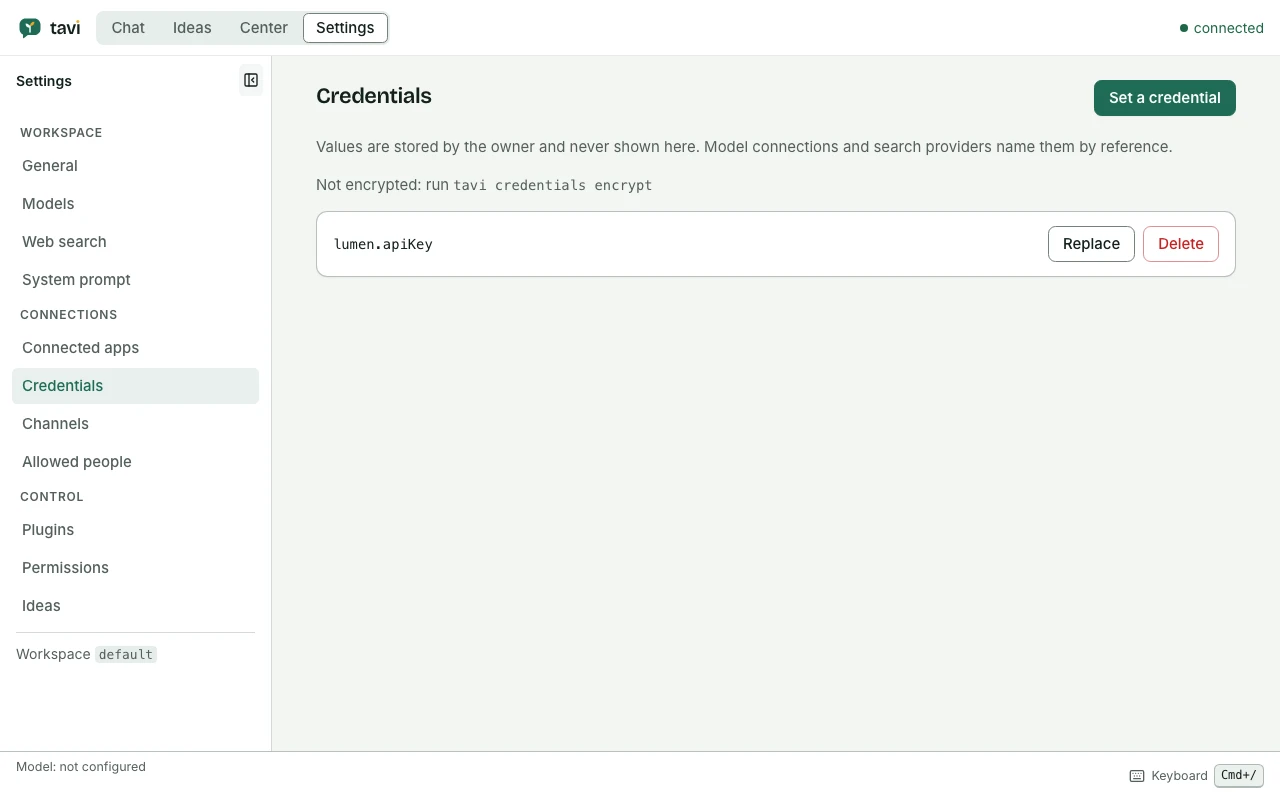 tavi
Chat
Ideas
Center
Settings
connected
Settings
WORKSPACE
General
Models
Web search
System prompt
CONNECTIONS
Connected apps
Credentials
Channels
Allowed people
CONTROL
Plugins
Permissions
Ideas
Workspace default
Credentials
Set a credential
Values are stored by the owner and never shown here. Model connections and search providers name them by reference.
Not encrypted: run tavi credentials encrypt
lumen.apiKey
Replace
Delete
Model: not configured
Keyboard Cmd+/